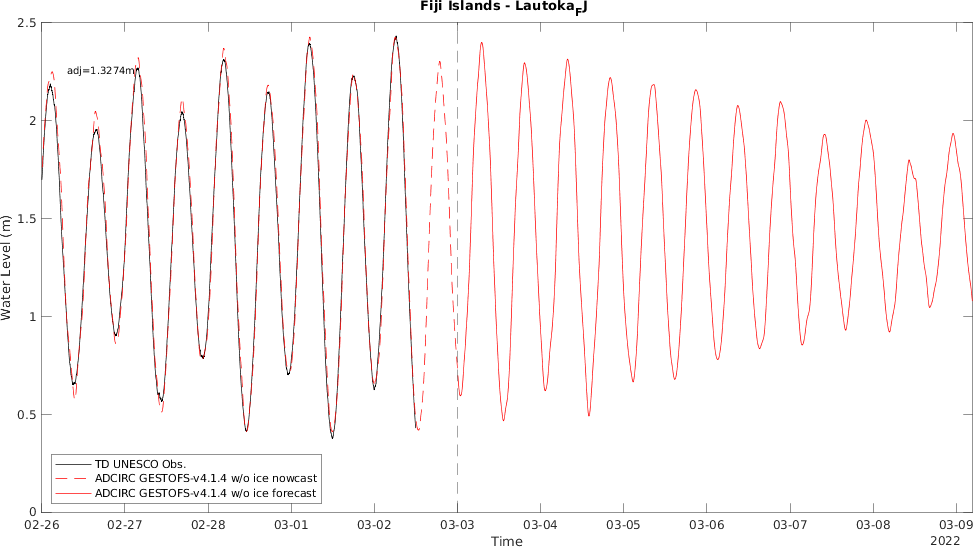 Fiji Islands - Lautoka_FJ
2.5
adj=1.3274m
2
1.5
Water Level (m)
1
0.5
TD UNESCO Obs.
ADCIRC GESTOFS-v4.1.4 w/o ice nowcast
ADCIRC GESTOFS-v4.1.4 w/o ice forecast
0
02-26 02-27 02-28 03-01 03-02 03-03 03-04 03-05 03-06 03-07 03-08 03-09
Time 2022